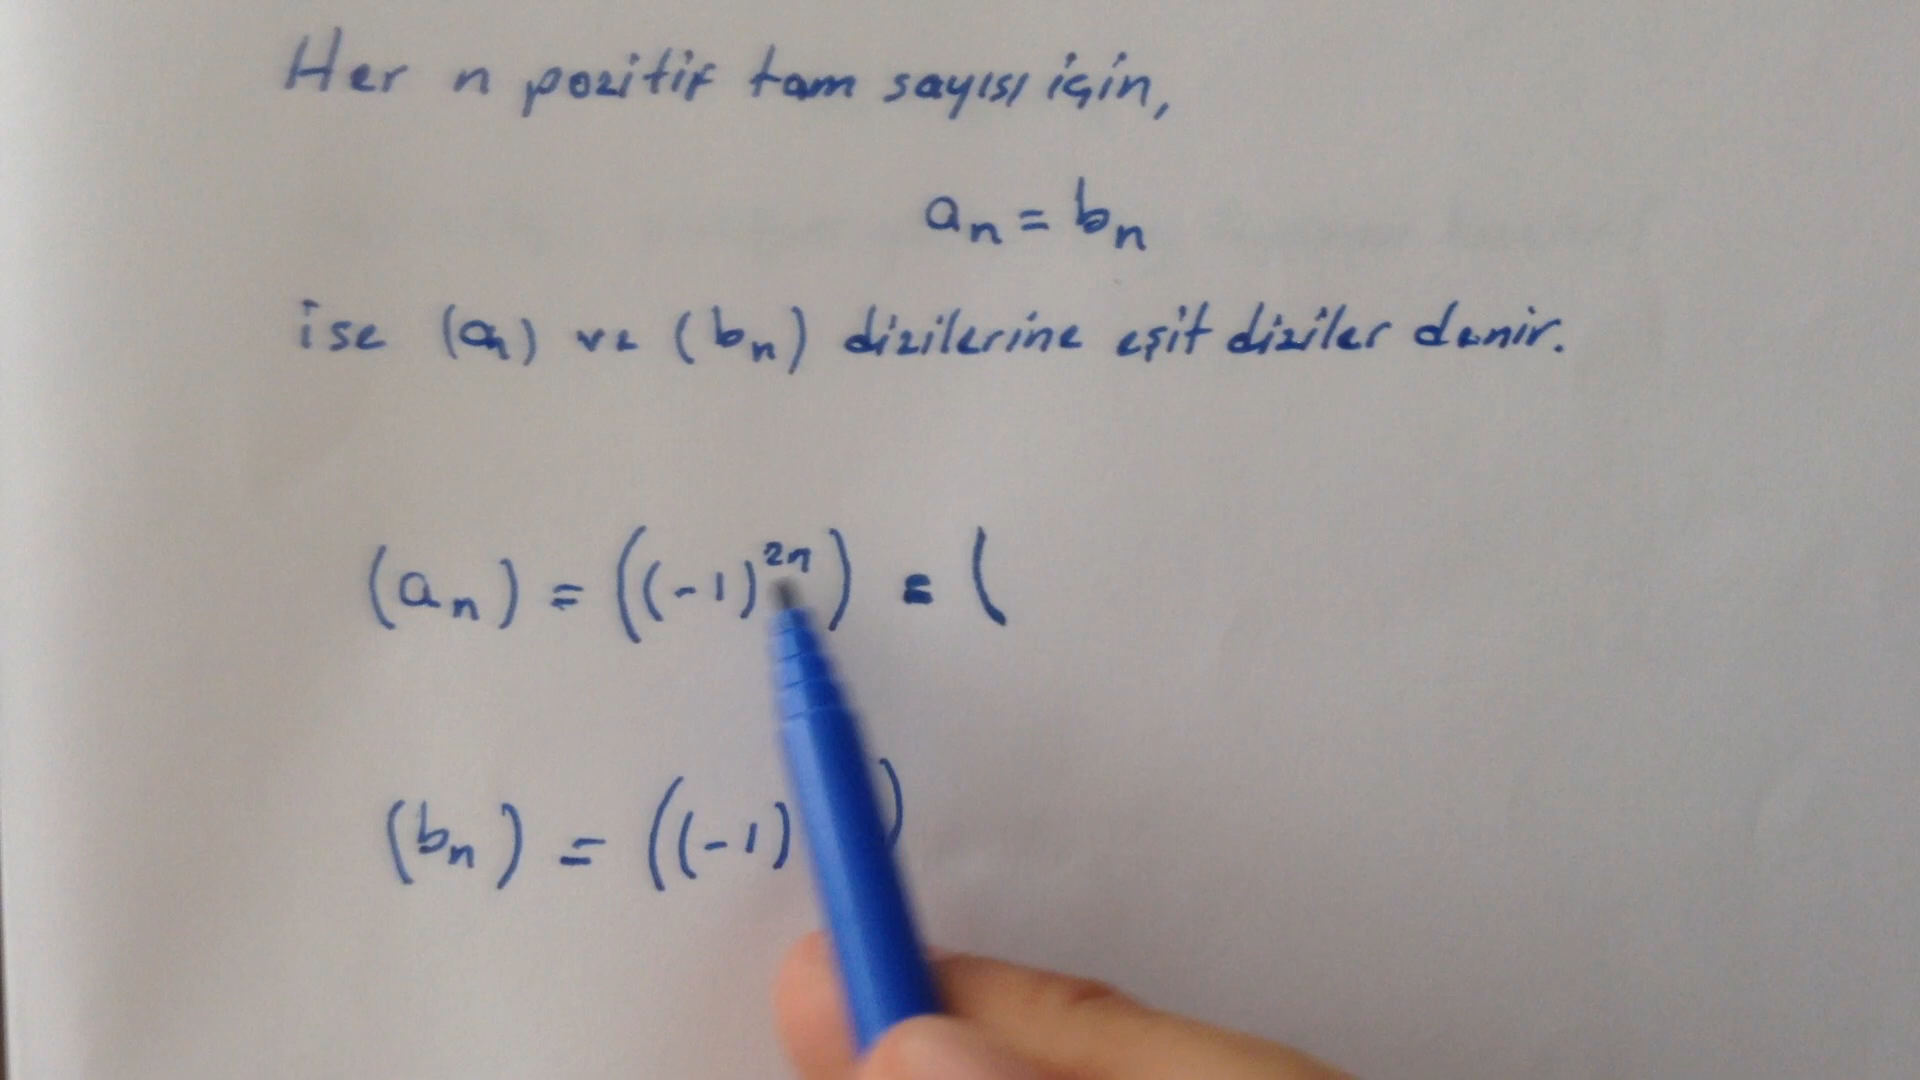 Her n pozitif tam sayısı için,
aₙ = bₙ
ise (aₙ) ve (bₙ) dizilerine eşit diziler denir.
(aₙ) = ((-1)²ⁿ) = (
(bₙ) = ((-1) )